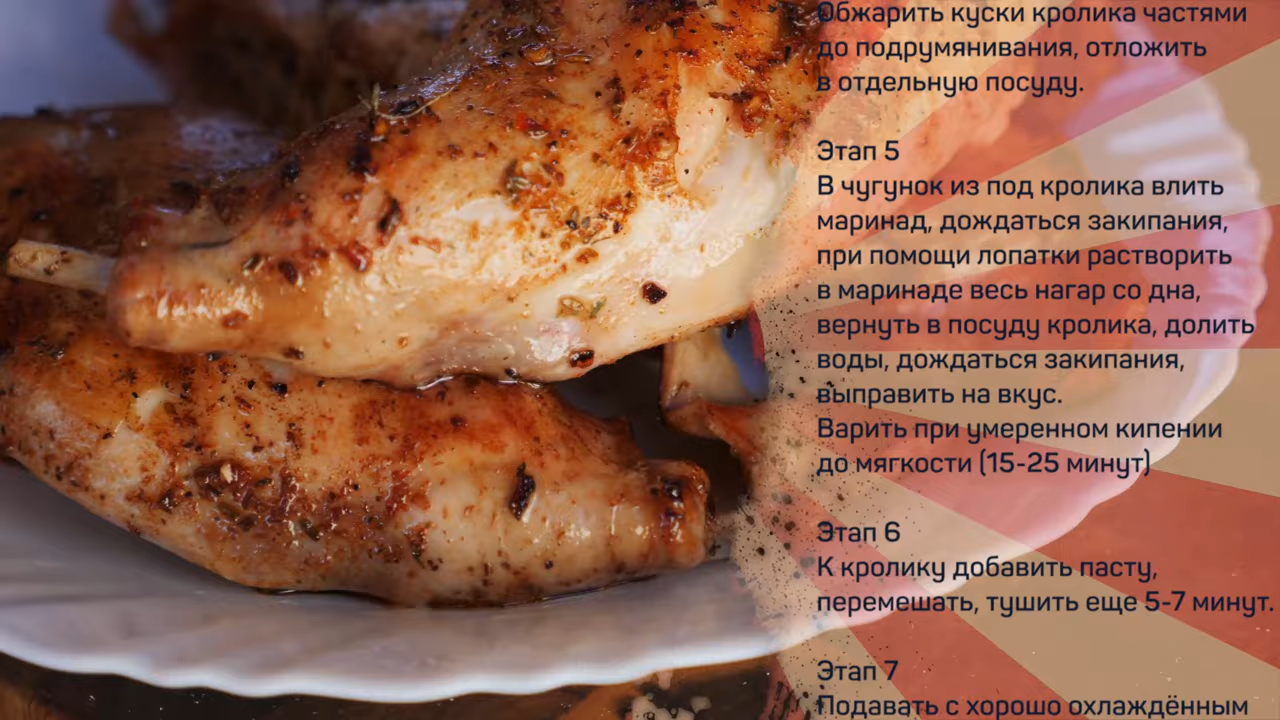 Обжарить куски кролика частями
до подрумянивания, отложить
в отдельную посуду.
Этап 5
В чугунок из под кролика влить
маринад, дождаться закипания,
при помощи лопатки растворить
в маринаде весь нагар со дна,
вернуть в посуду кролика, долить
воды, дождаться закипания,
выправить на вкус.
Варить при умеренном кипении
до мягкости (15-25 минут)
Этап 6
К кролику добавить пасту,
перемешать, тушить еще 5-7 минут.
Этап 7
Подавать с хорошо охлаждённым